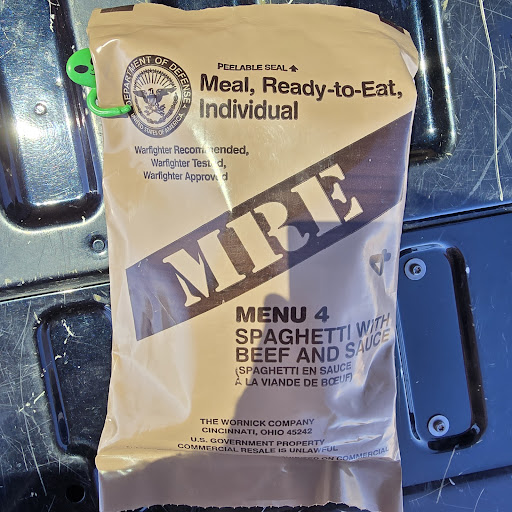 PEELABLE SEAL
Meal, Ready-to-Eat,
Individual
DEPARTMENT OF DEFENSE
UNITED STATES OF AMERICA
Warfighter Recommended,
Warfighter Tested,
Warfighter Approved
MRE
MENU 4
SPAGHETTI WITH
BEEF AND SAUCE
(SPAGHETTI EN SAUCE
À LA VIANDE DE BŒUF)
THE WORNICK COMPANY
CINCINNATI, OHIO 45242
U.S. GOVERNMENT PROPERTY
COMMERCIAL RESALE IS UNLAWFUL
ON COMMERCIAL